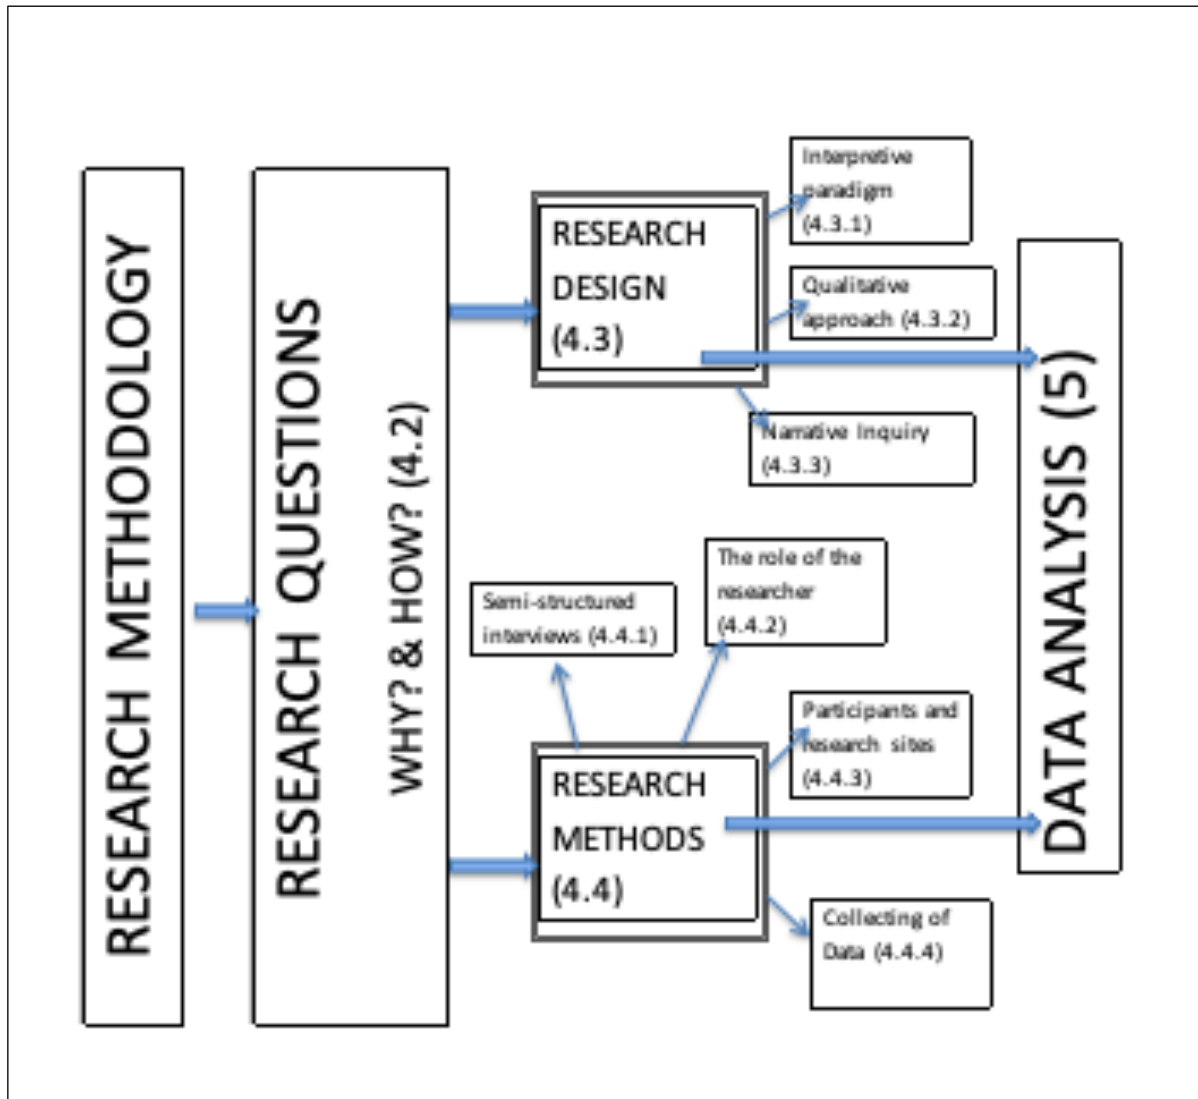 RESEARCH METHODOLOGY
RESEARCH QUESTIONS
WHY? & HOW? (4.2)
RESEARCH
DESIGN
(4.3)
Interpretive
paradigm
(4.3.1)
Qualitative
approach (4.3.2)
Narrative Inquiry
(4.3.3)
Semi-structured
interviews (4.4.1)
The role of the
researcher
(4.4.2)
RESEARCH
METHODS
(4.4)
Participants and
research sites
(4.4.3)
Collecting of
Data (4.4.4)
DATA ANALYSIS (5)